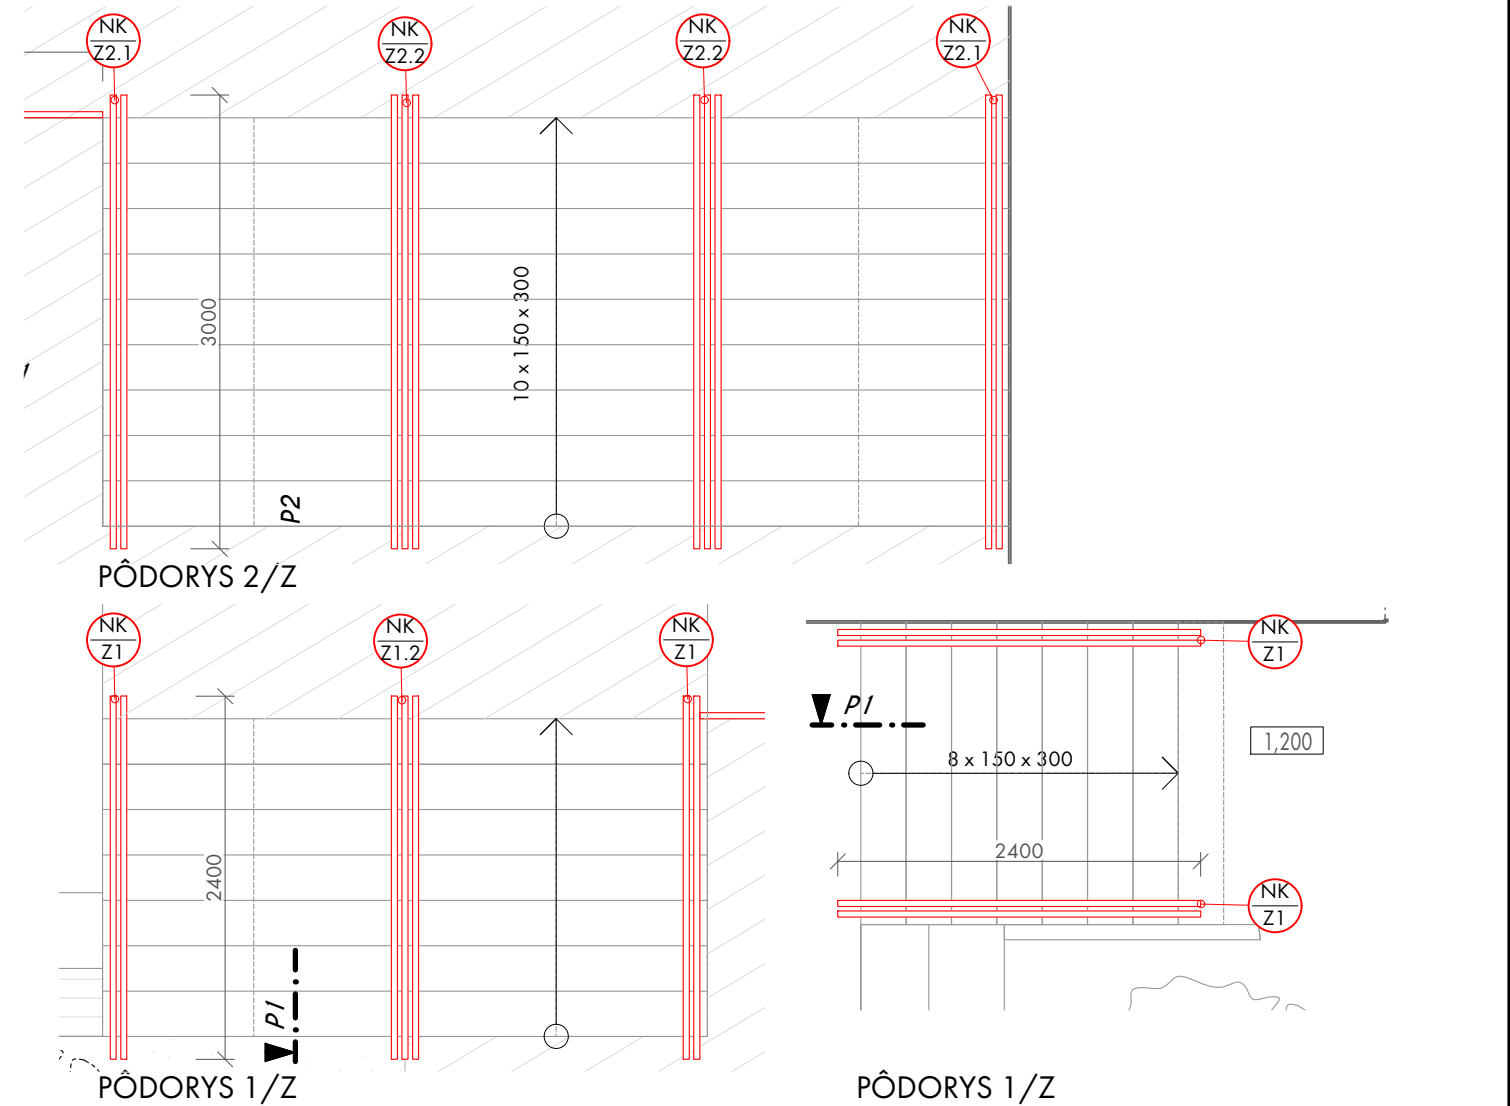 NK
Z2.1
NK
Z2.2
NK
Z2.2
NK
Z2.1
3000
10 x 150 x 300
P2
PÔDORYS 2/Z
NK
Z1
NK
Z1.2
NK
Z1
2400
P1
PÔDORYS 1/Z
NK
Z1
P1
1,200
8 x 150 x 300
2400
NK
Z1
PÔDORYS 1/Z